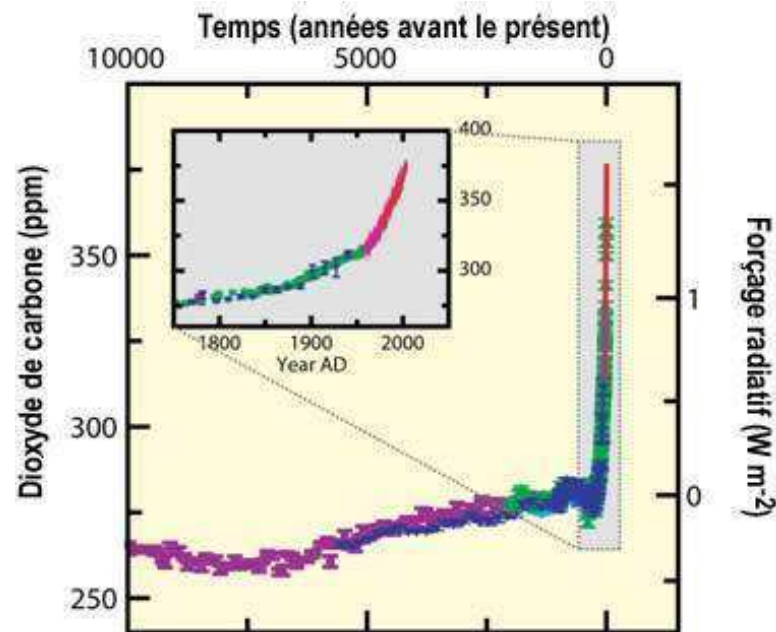 Temps (années avant le présent)
10000 5000 0
Dioxyde de carbone (ppm)
350
300
250
400
350
300
1800 1900 2000
Year AD
1
0
Forçage radiatif (W m-2)